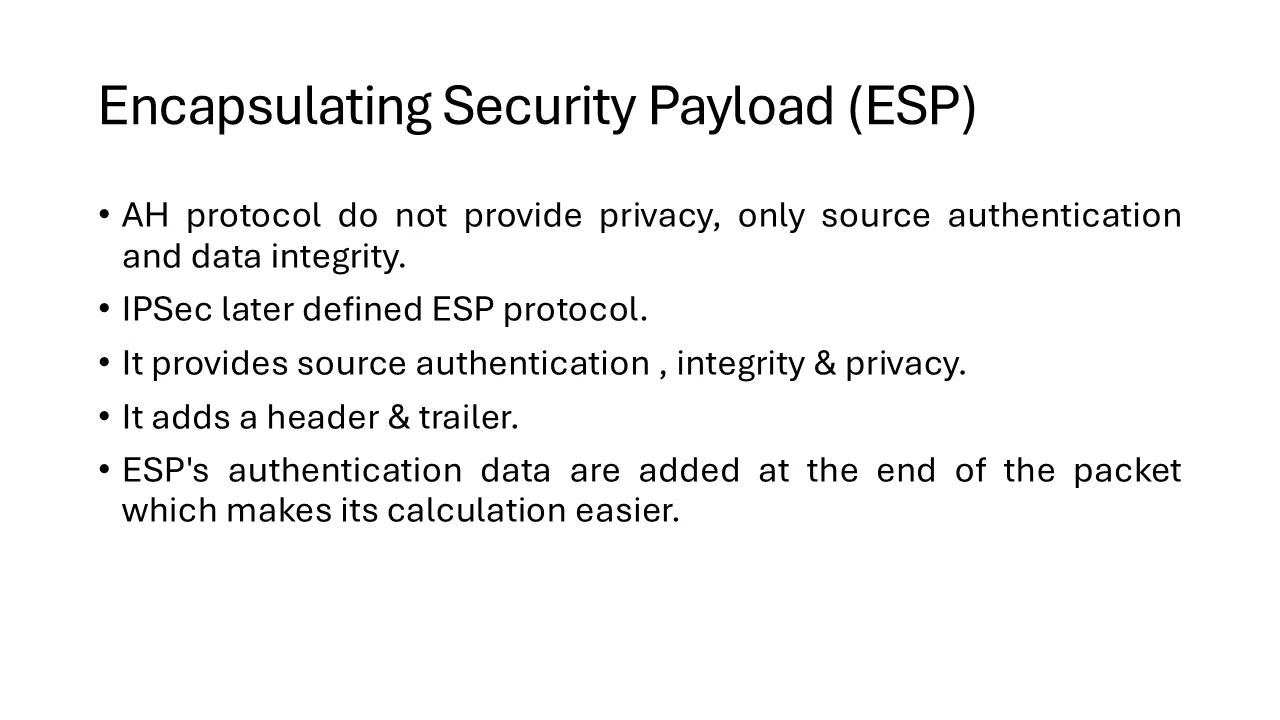 Encapsulating Security Payload (ESP)
• AH protocol do not provide privacy, only source authentication
and data integrity.
• IPSec later defined ESP protocol.
• It provides source authentication , integrity & privacy.
• It adds a header & trailer.
• ESP's authentication data are added at the end of the packet
which makes its calculation easier.